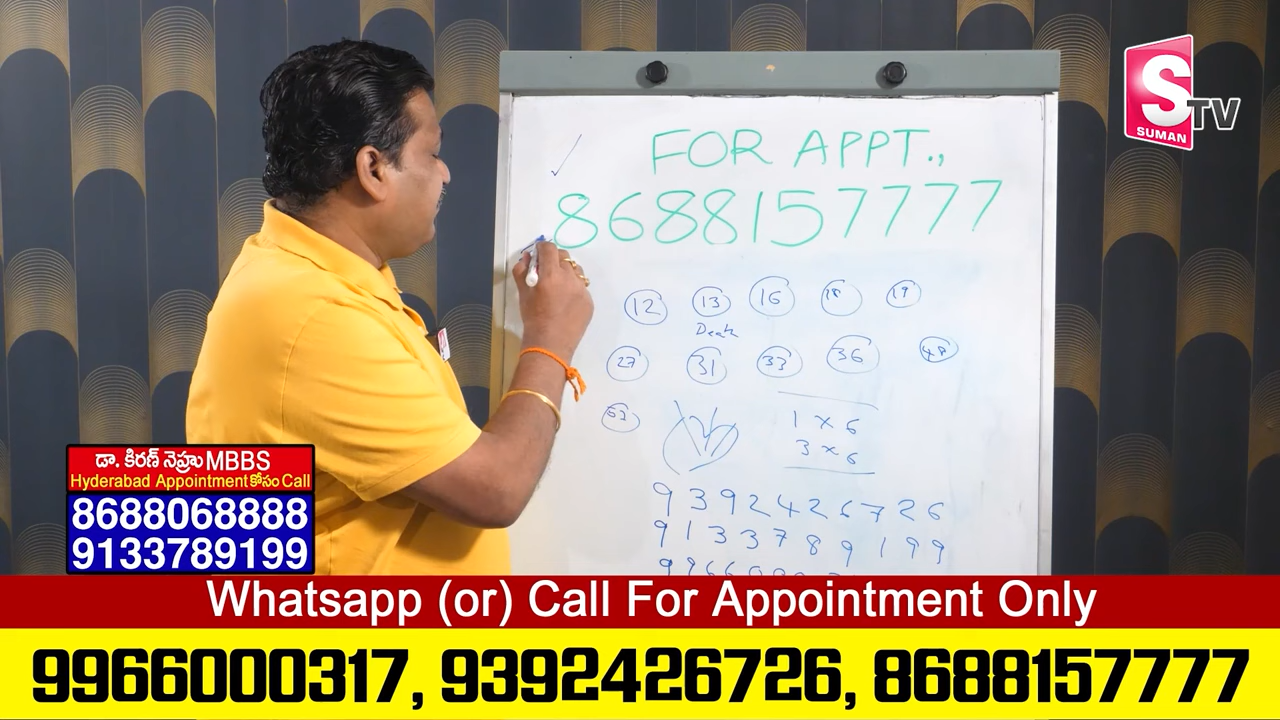 S TV
SUMAN
FOR APPT.,
8688157777
12 13 16 18 19
Death
27 31 33 36 48
53
1 x 6
3 x 6
9392426726
9133789199
డా. కిరణ్ నెహ్రు MBBS
Hyderabad Appointment కోసం Call
8688068888
9133789199
Whatsapp (or) Call For Appointment Only
9966000317, 9392426726, 8688157777